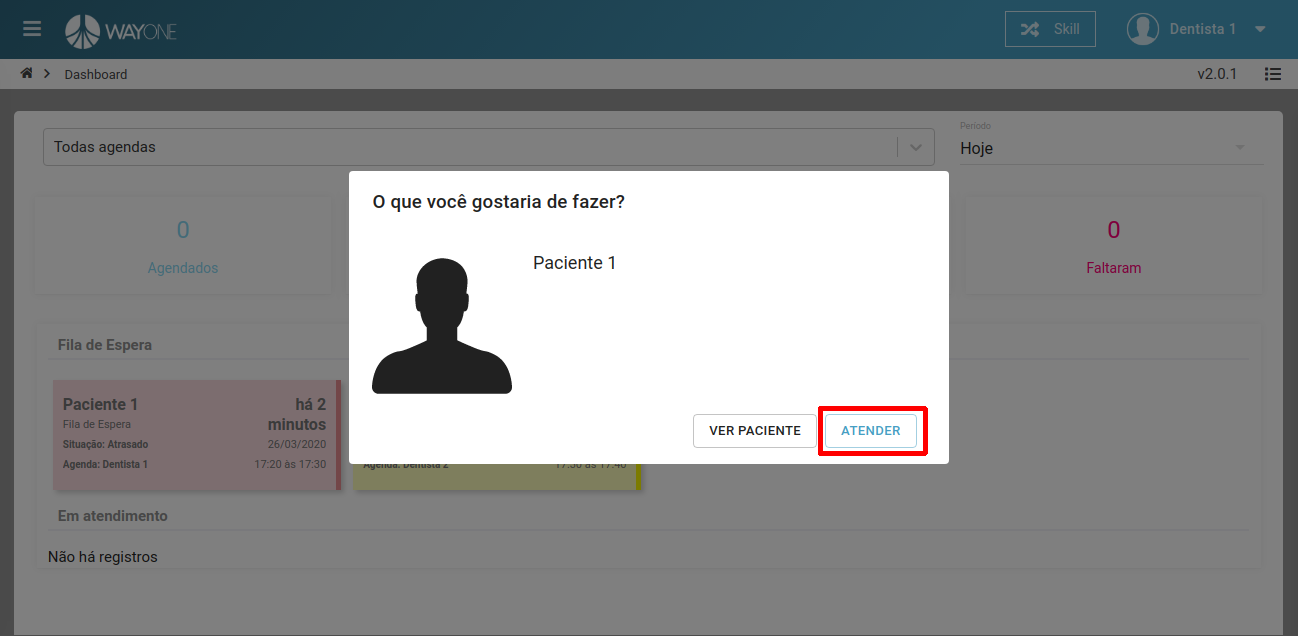 WAYONE
Skill
Dentista 1
Dashboard
v2.0.1
Todas agendas
Período
Hoje
0
Agendados
0
Faltaram
O que você gostaria de fazer?
Paciente 1
VER PACIENTE
ATENDER
Fila de Espera
Paciente 1
há 2 minutos
Fila de Espera
Situação: Atrasado
26/03/2020
Agenda: Dentista 1
17:20 às 17:30
Agenda: Dentista 2
17:30 às 17:40
Em atendimento
Não há registros